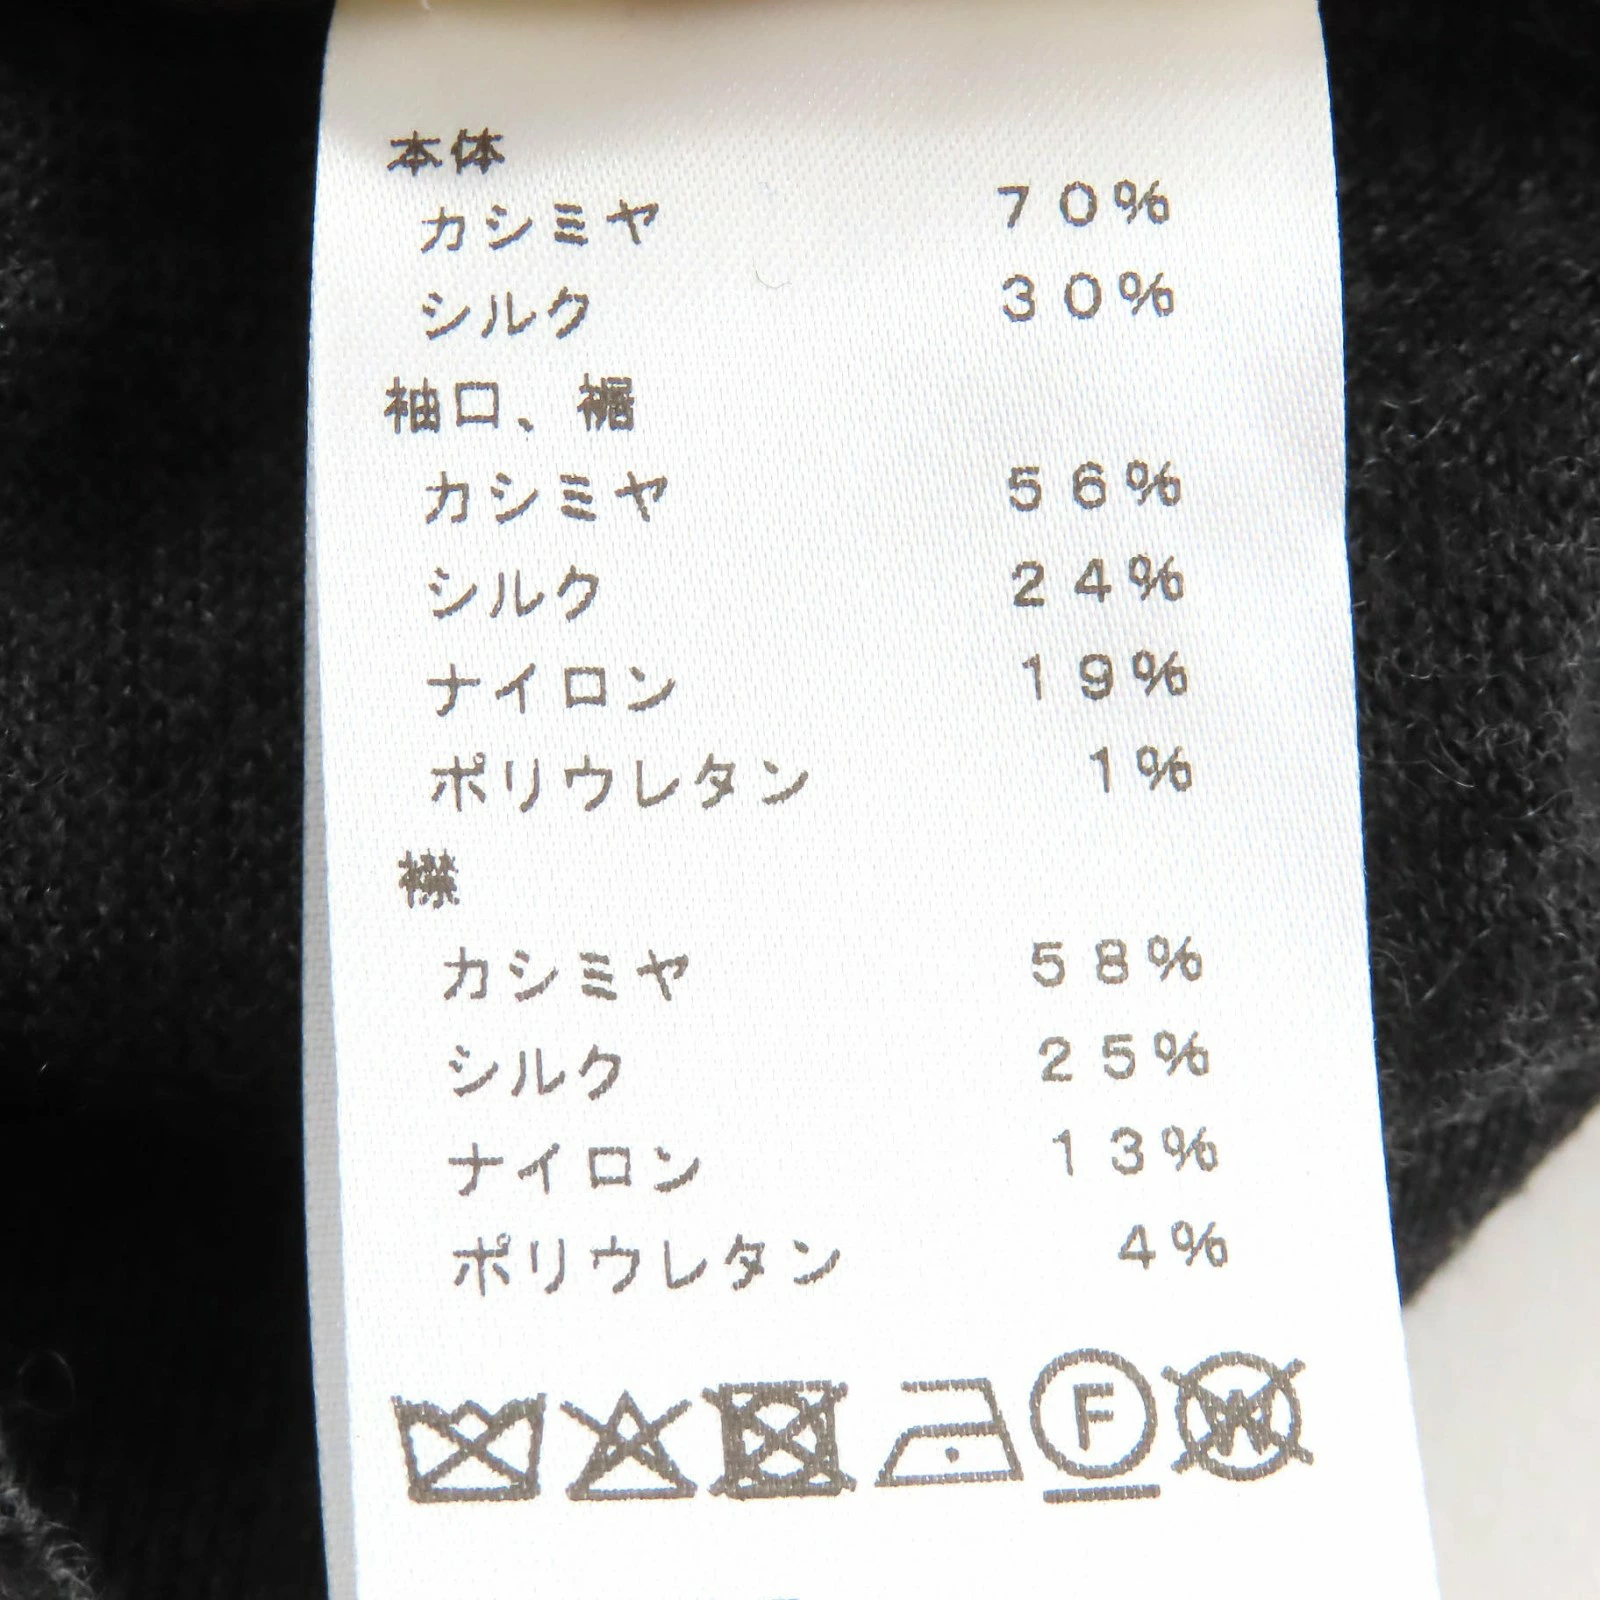 本体
カシミヤ 70%
シルク 30%
袖口、裾
カシミヤ 56%
シルク 24%
ナイロン 19%
ポリウレタン 1%
襟
カシミヤ 58%
シルク 25%
ナイロン 13%
ポリウレタン 4%
F W